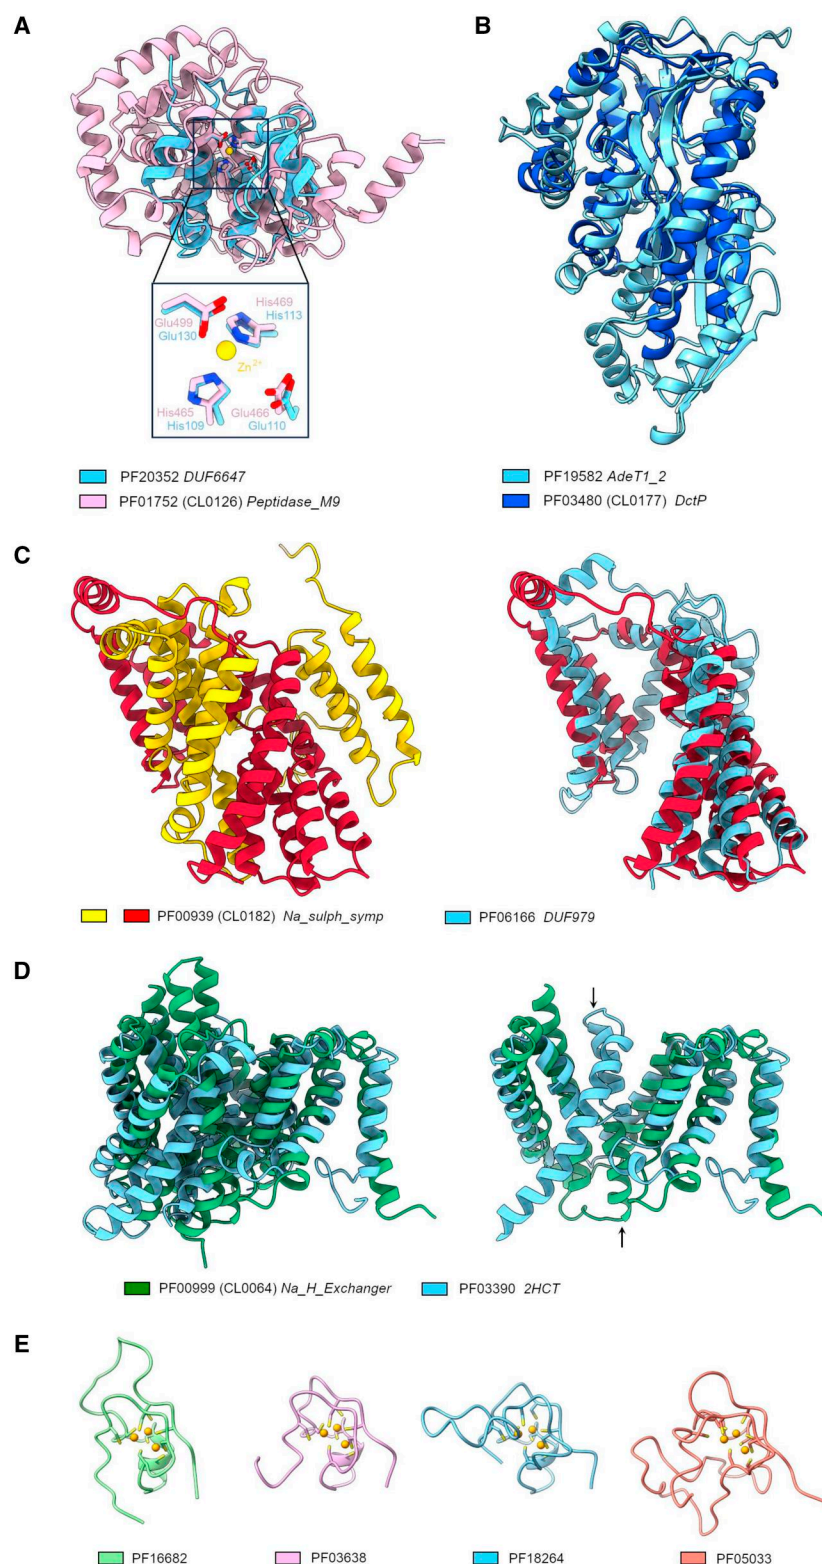 A
B
His469
Glu499
His113
Glu130
Zn²⁺
His465
Glu466
His109
Glu110
PF20352 DUF6647
PF01752 (CL0126) Peptidase_M9
PF19582 AdeT1_2
PF03480 (CL0177) DctP
C
PF00939 (CL0182) Na_sulph_symp
PF06166 DUF979
D
PF00999 (CL0064) Na_H_Exchanger
PF03390 2HCT
E
PF16682
PF03638
PF18264
PF05033